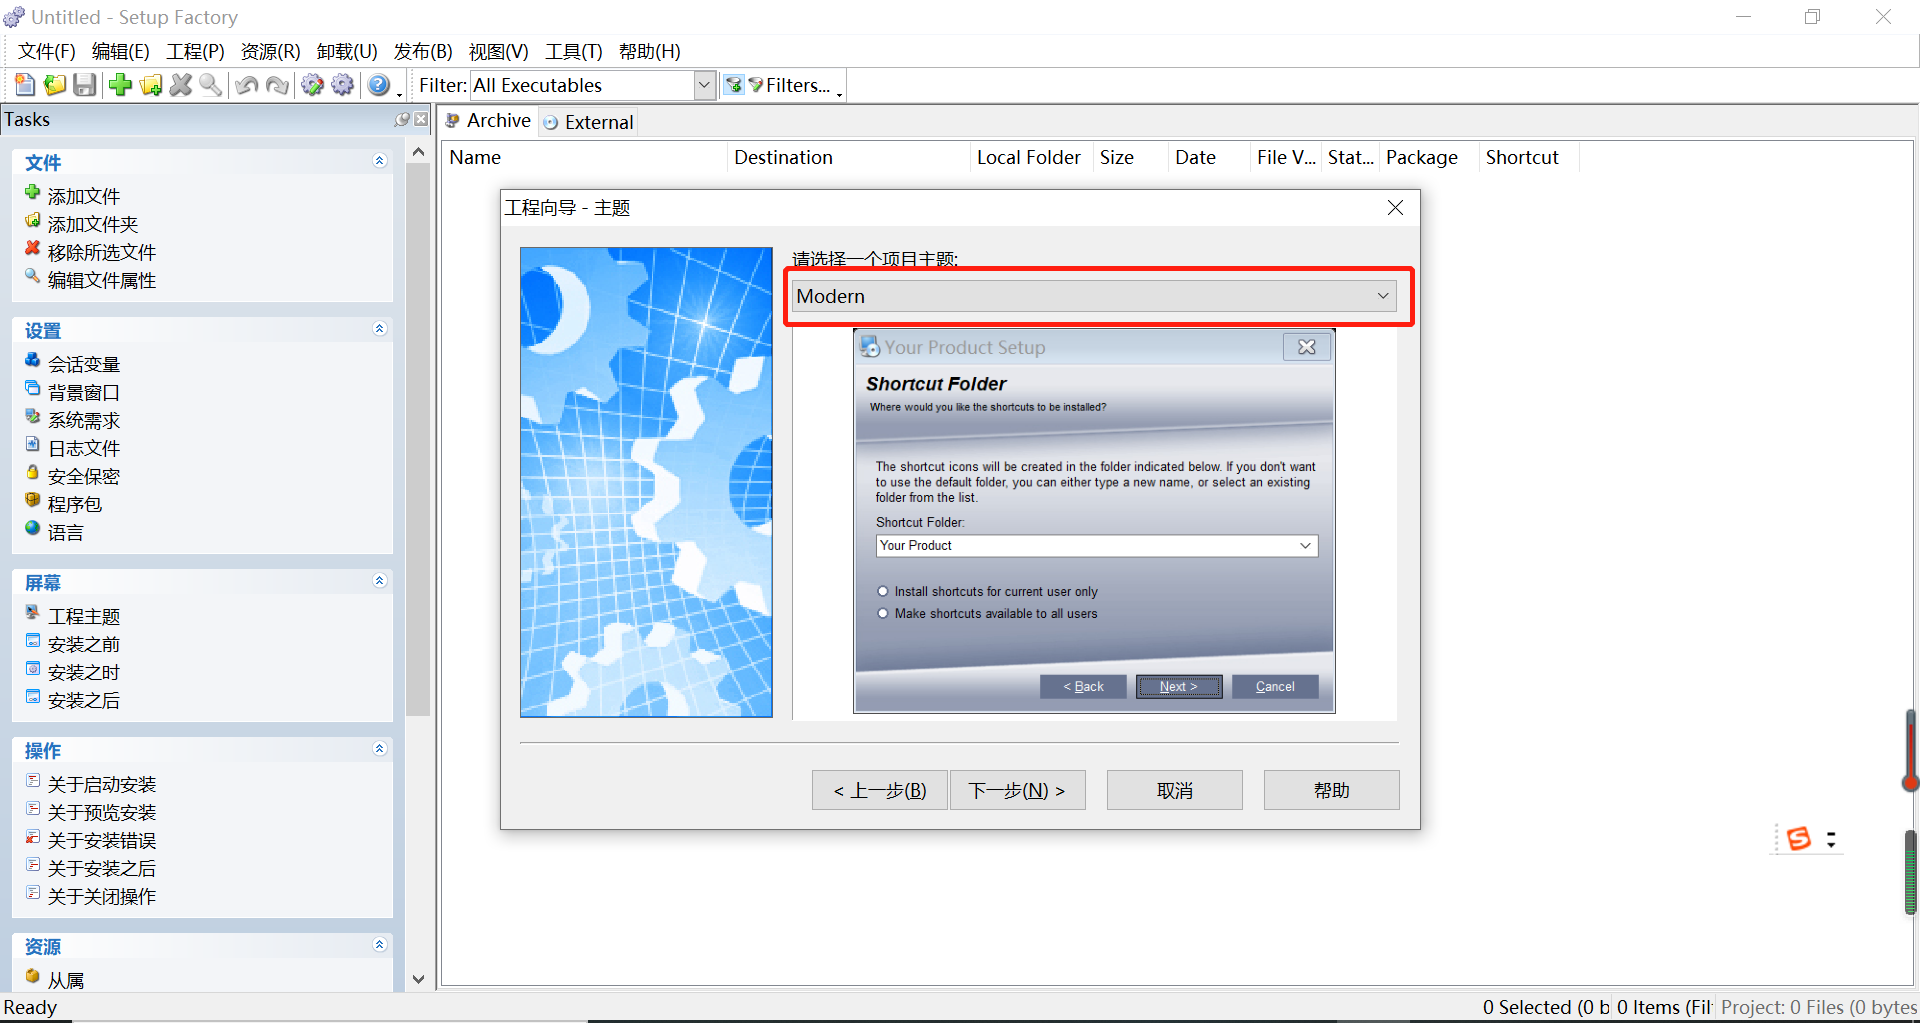 Untitled - Setup Factory
文件(F) 编辑(E) 工程(P) 资源(R) 卸载(U) 发布(B) 视图(V) 工具(T) 帮助(H)
Filter: All Executables Filters...
Tasks
Archive External
Name Destination Local Folder Size Date File V... Stat... Package Shortcut
文件
添加文件
添加文件夹
移除所选文件
编辑文件属性
设置
会话变量
背景窗口
系统需求
日志文件
安全保密
程序包
语言
屏幕
工程主题
安装之前
安装之时
安装之后
操作
关于启动安装
关于预览安装
关于安装错误
关于安装之后
关于关闭操作
资源
从属
工程向导 - 主题
请选择一个项目主题:
Modern
Your Product Setup
Shortcut Folder
Where would you like the shortcuts to be installed?
The shortcut icons will be created in the folder indicated below. If you don't want
to use the default folder, you can either type a new name, or select an existing
folder from the list.
Shortcut Folder:
Your Product
Install shortcuts for current user only
Make shortcuts available to all users
< Back Next > Cancel
< 上一步(B) 下一步(N) > 取消 帮助
Ready 0 Selected (0 b 0 Items (Fil Project: 0 Files (0 bytes